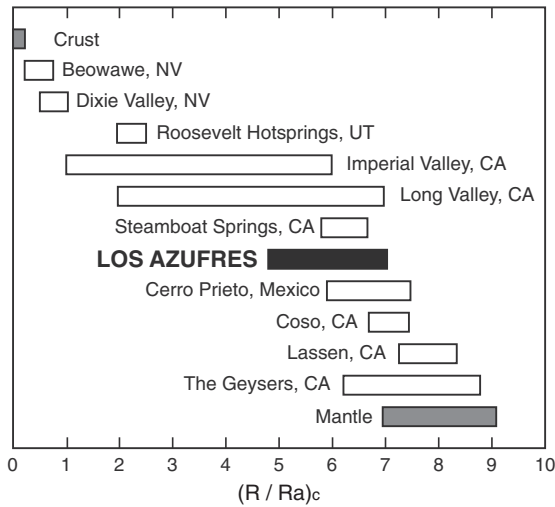 Crust
Beowawe, NV
Dixie Valley, NV
Roosevelt Hotsprings, UT
Imperial Valley, CA
Long Valley, CA
Steamboat Springs, CA
LOS AZUFRES
Cerro Prieto, Mexico
Coso, CA
Lassen, CA
The Geysers, CA
Mantle
0 1 2 3 4 5 6 7 8 9 10
(R / Ra)c